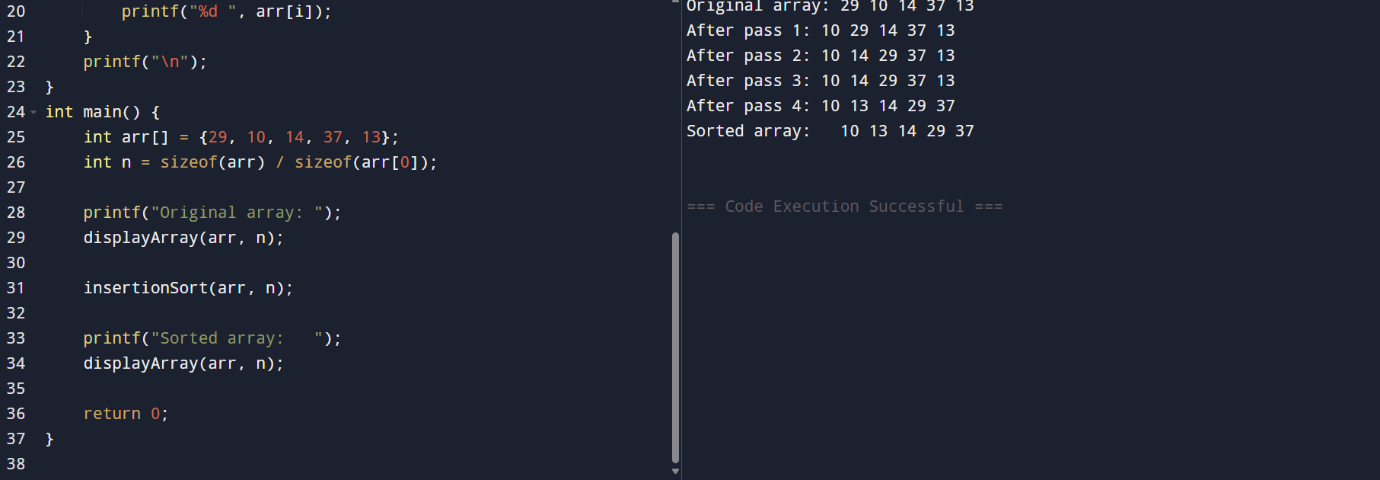 20 printf("%d ", arr[i]);
21 }
22 printf("\n");
23 }
24 int main() {
25 int arr[] = {29, 10, 14, 37, 13};
26 int n = sizeof(arr) / sizeof(arr[0]);
27
28 printf("Original array: ");
29 displayArray(arr, n);
30
31 insertionSort(arr, n);
32
33 printf("Sorted array:   ");
34 displayArray(arr, n);
35
36 return 0;
37 }
38
Original array: 29 10 14 37 13
After pass 1: 10 29 14 37 13
After pass 2: 10 14 29 37 13
After pass 3: 10 14 29 37 13
After pass 4: 10 13 14 29 37
Sorted array:   10 13 14 29 37
=== Code Execution Successful ===